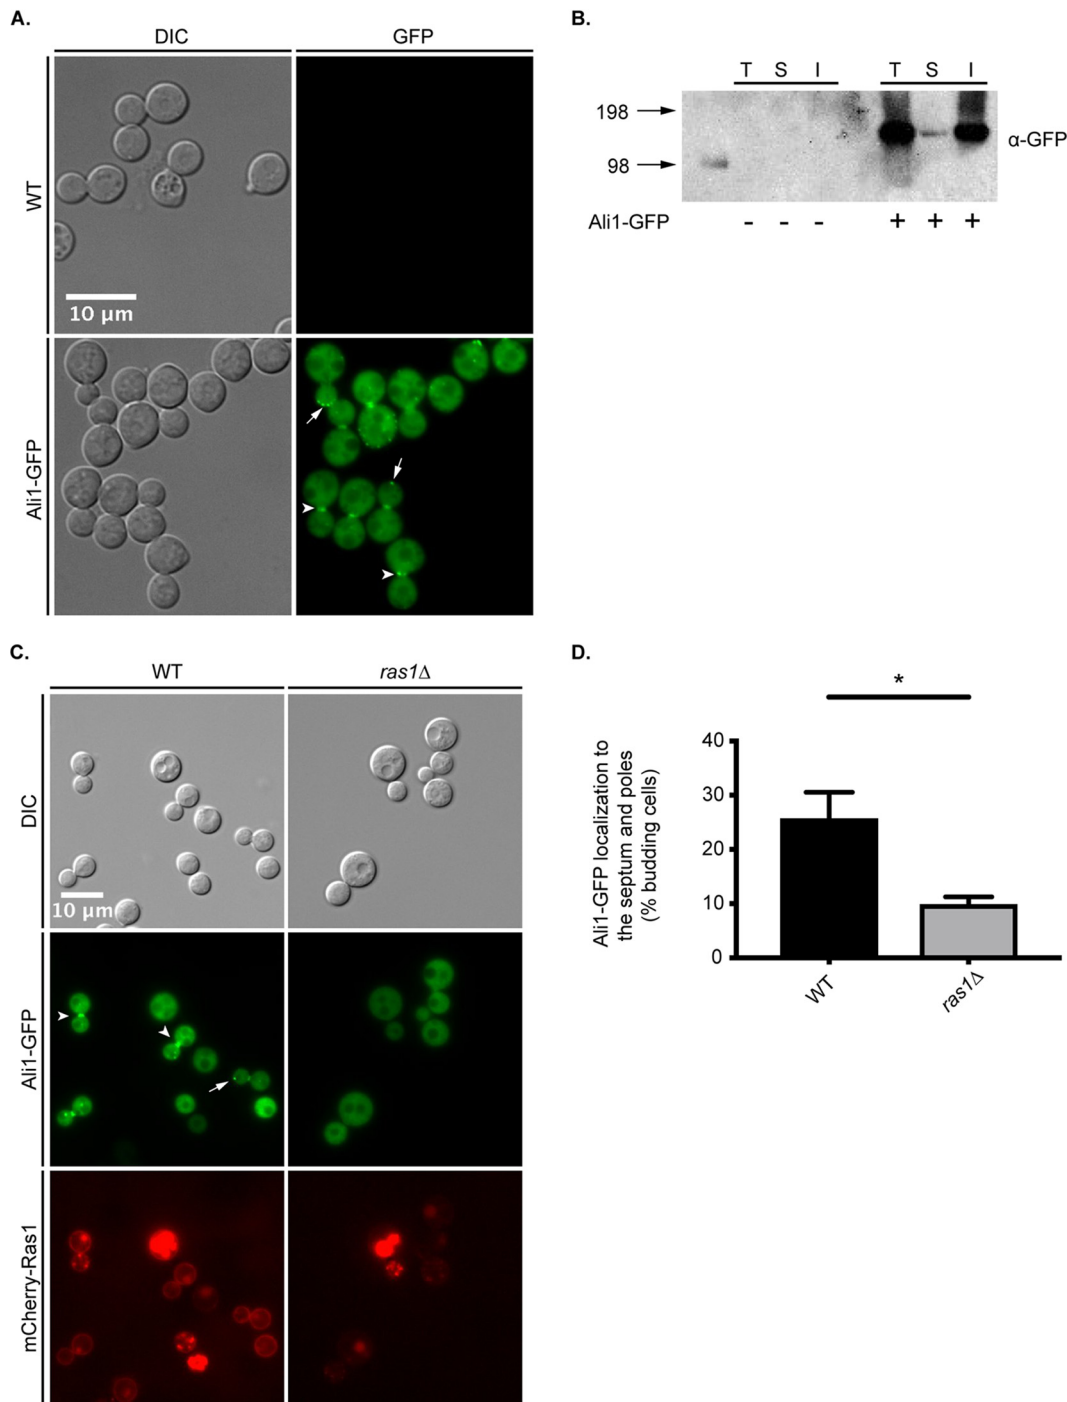 A.
DIC GFP
WT
10 µm
Ali1-GFP
B.
T S I T S I
198
98
α-GFP
Ali1-GFP - - - + + +
C.
WT ras1Δ
DIC
10 µm
Ali1-GFP
mCherry-Ras1
D.
*
Ali1-GFP localization to
the septum and poles
(% budding cells)
40
30
20
10
0
WT ras1Δ